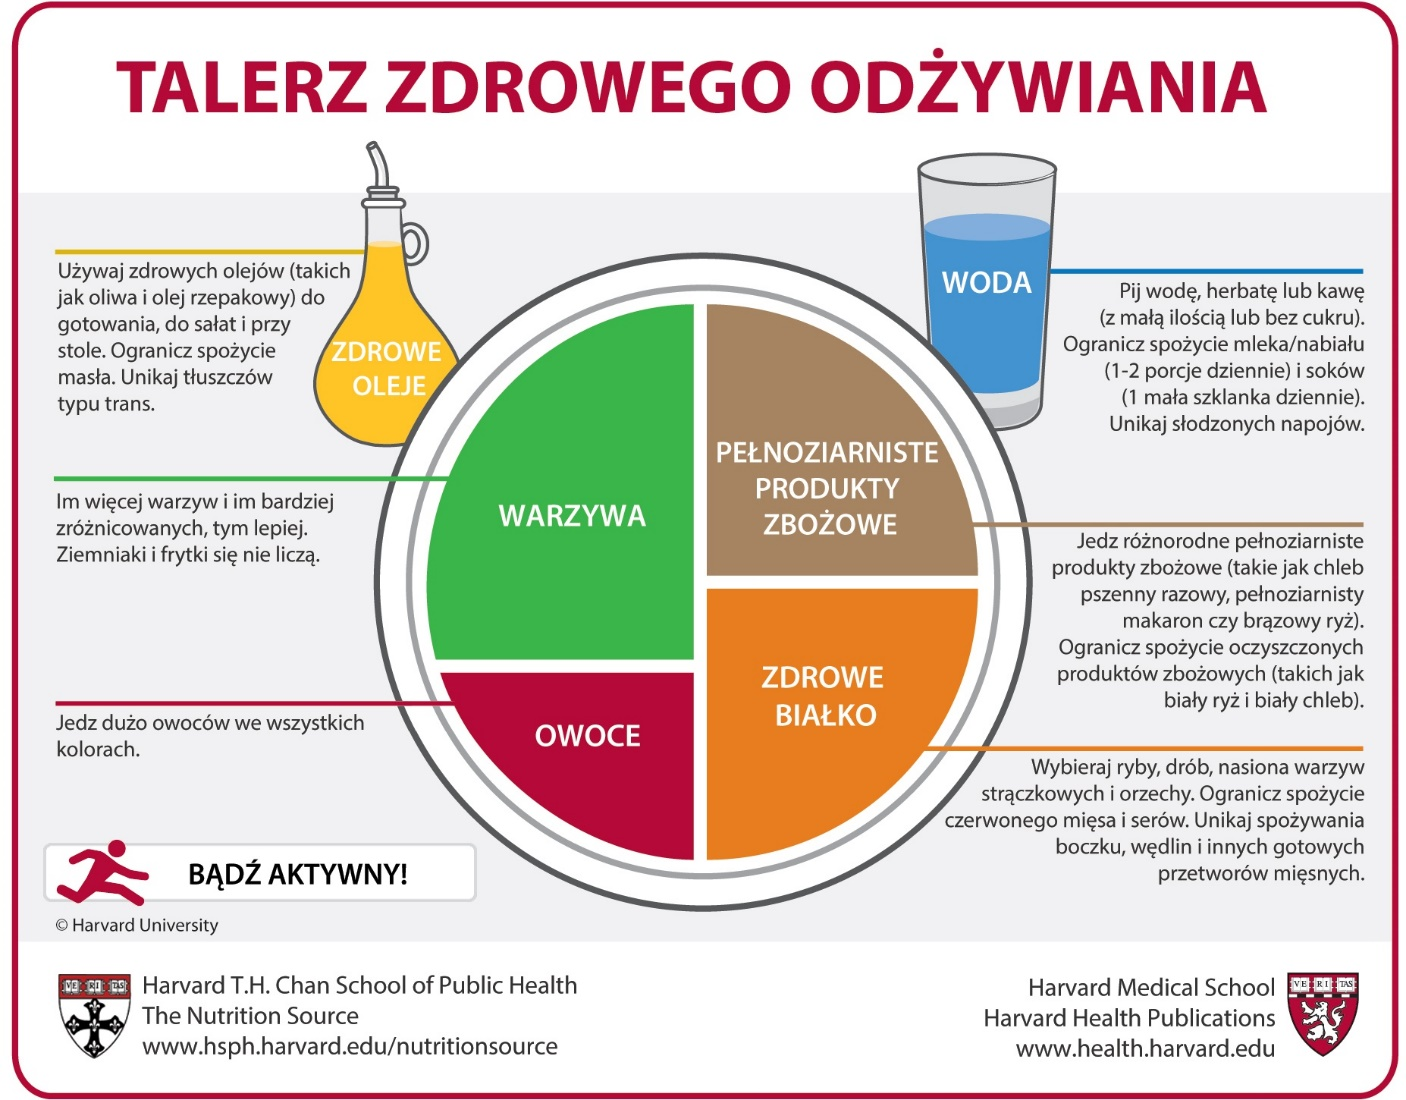 TALERZ ZDROWEGO ODŻYWIANIA
Używaj zdrowych olejów (takich
jak oliwa i olej rzepakowy) do
gotowania, do sałat i przy
stole. Ogranicz spożycie
masła. Unikaj tłuszczów
typu trans.
ZDROWE
OLEJE
WODA
Pij wodę, herbatę lub kawę
(z małą ilością lub bez cukru).
Ogranicz spożycie mleka/nabiału
(1-2 porcje dziennie) i soków
(1 mała szklanka dziennie).
Unikaj słodzonych napojów.
Im więcej warzyw i im bardziej
zróżnicowanych, tym lepiej.
Ziemniaki i frytki się nie liczą.
WARZYWA
PEŁNOZIARNISTE
PRODUKTY
ZBOŻOWE
Jedz różnorodne pełnoziarniste
produkty zbożowe (takie jak chleb
pszenny razowy, pełnoziarnisty
makaron czy brązowy ryż).
Ogranicz spożycie oczyszczonych
produktów zbożowych (takich jak
biały ryż i biały chleb).
Jedz dużo owoców we wszystkich
kolorach.
OWOCE
ZDROWE
BIAŁKO
Wybieraj ryby, drób, nasiona warzyw
strączkowych i orzechy. Ogranicz spożycie
czerwonego mięsa i serów. Unikaj spożywania
boczku, wędlin i innych gotowych
przetworów mięsnych.
BĄDŹ AKTYWNY!
© Harvard University
VE RI TAS
Harvard T.H. Chan School of Public Health
The Nutrition Source
www.hsph.harvard.edu/nutritionsource
Harvard Medical School
Harvard Health Publications
www.health.harvard.edu
VE RI TAS